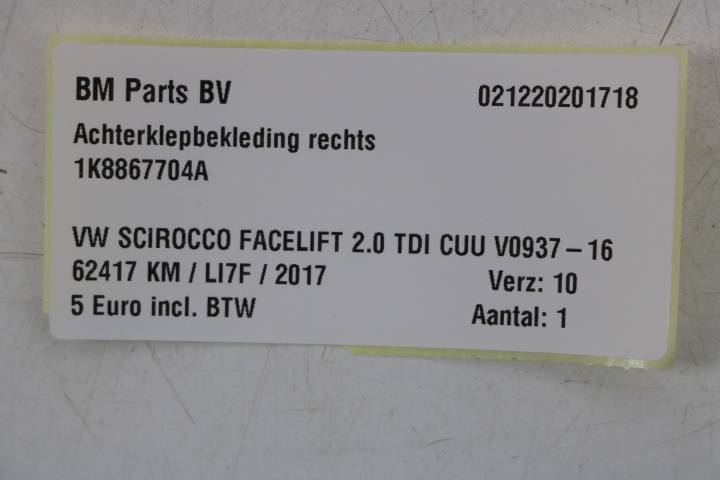 BM Parts BV 021220201718
Achterklepbekleding rechts
1K8867704A
VW SCIROCCO FACELIFT 2.0 TDI CUU V0937-16
62417 KM / LI7F / 2017 Verz: 10
5 Euro incl. BTW Aantal: 1